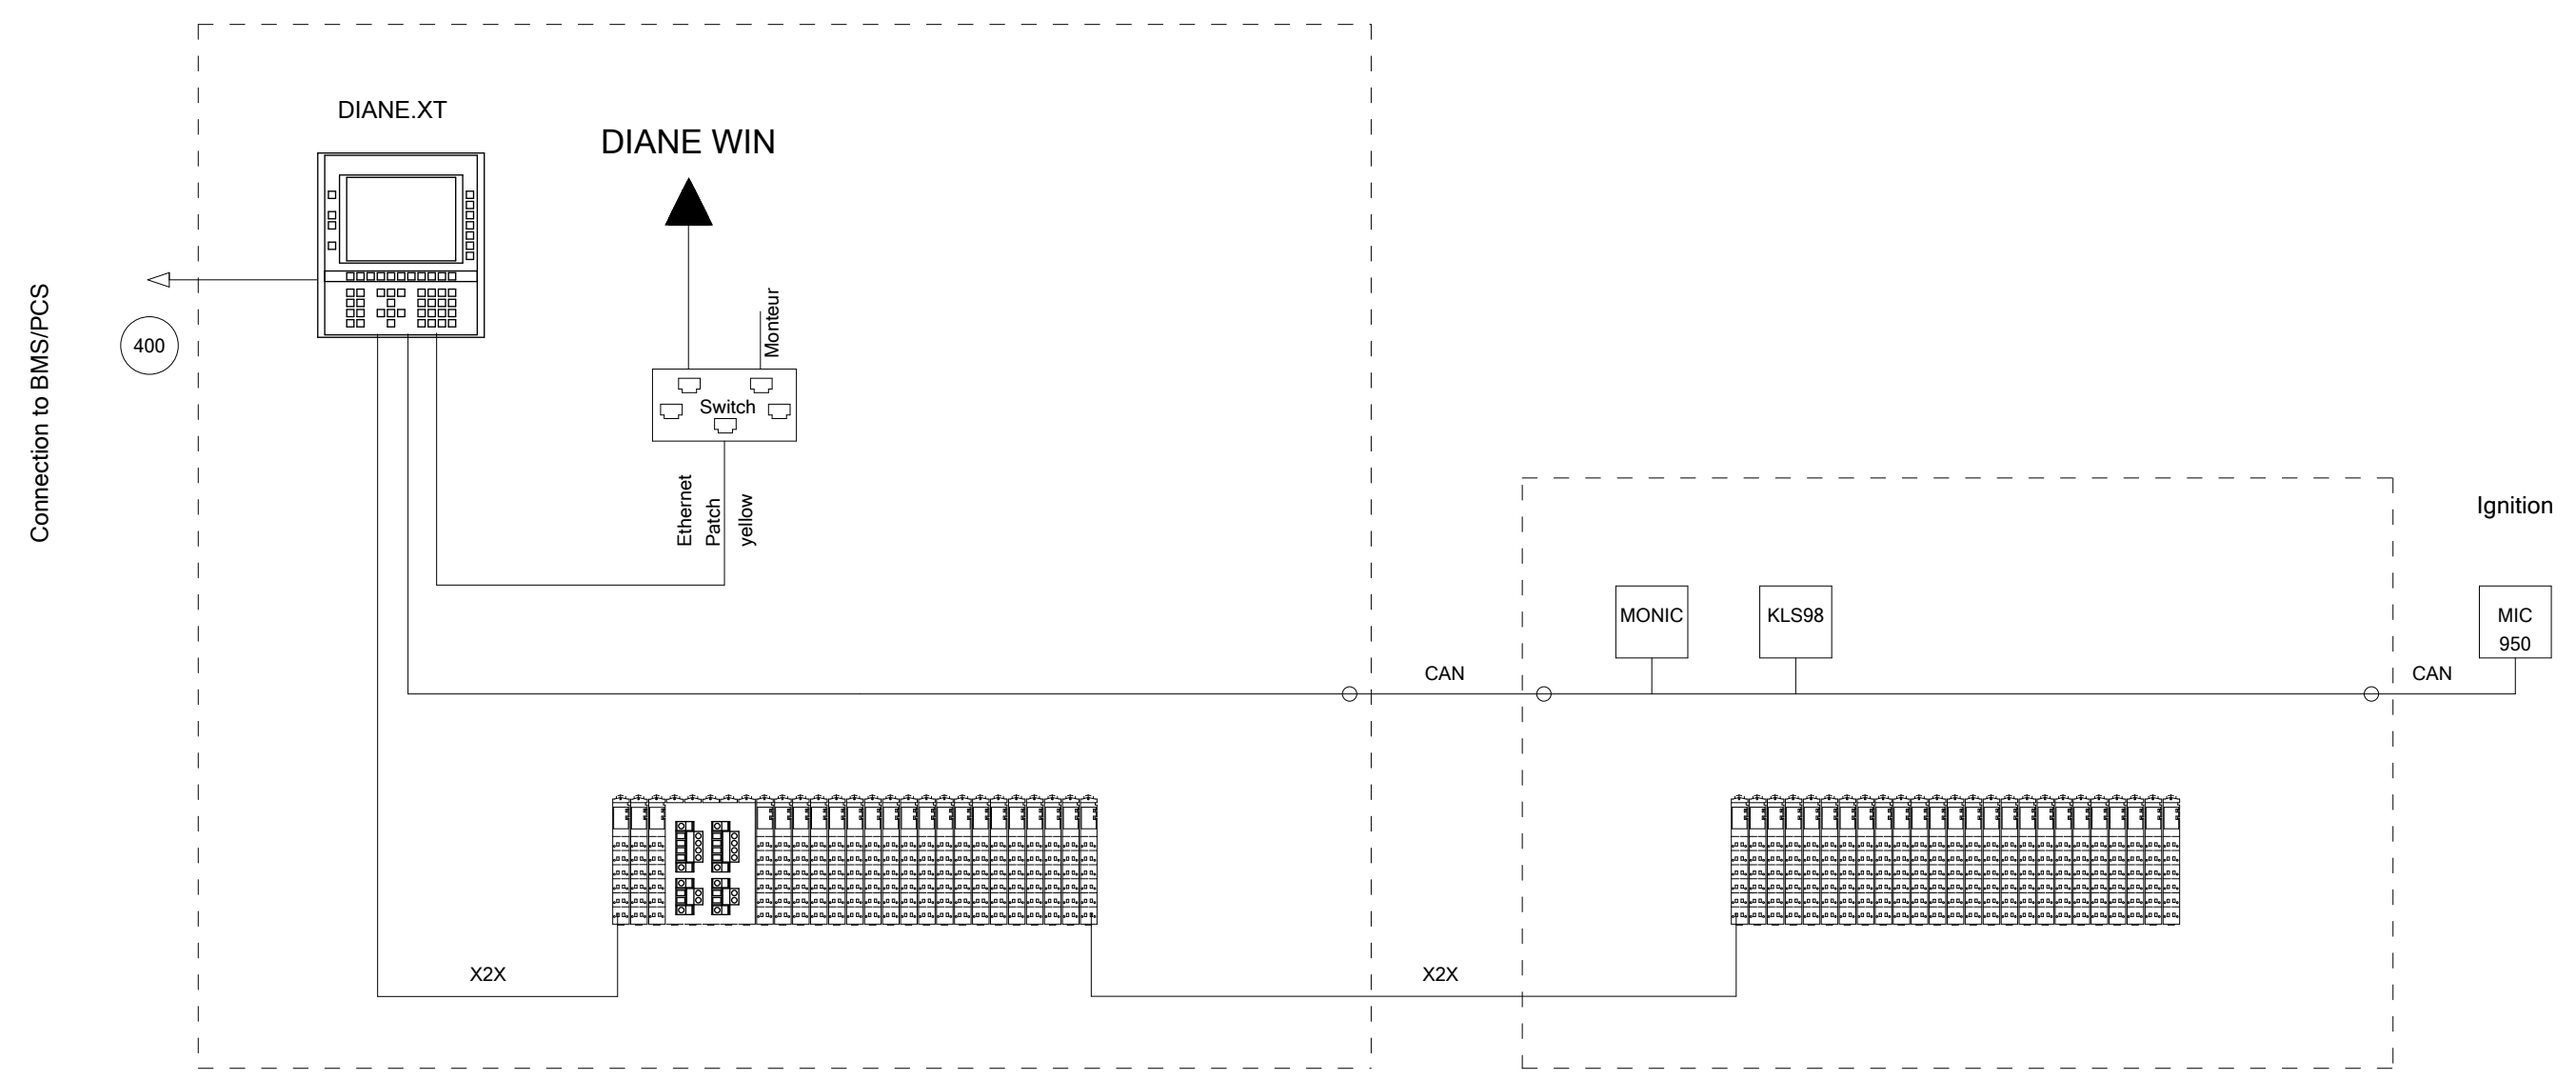 DIANE.XT
DIANE WIN
Connection to BMS/PCS
400
Monteur
Switch
Ethernet
Patch
yellow
Ignition
MONIC
KLS98
MIC
950
CAN
CAN
X2X
X2X